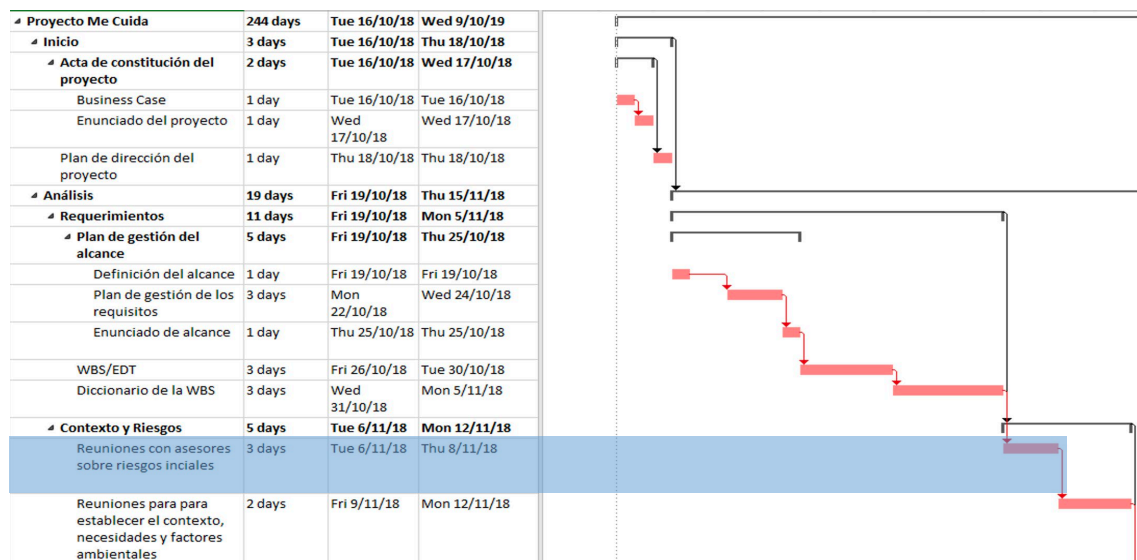 Proyecto Me Cuida 244 days Tue 16/10/18 Wed 9/10/19
Inicio 3 days Tue 16/10/18 Thu 18/10/18
Acta de constitución del 2 days Tue 16/10/18 Wed 17/10/18
proyecto
Business Case 1 day Tue 16/10/18 Tue 16/10/18
Enunciado del proyecto 1 day Wed Wed 17/10/18
17/10/18
Plan de dirección del 1 day Thu 18/10/18 Thu 18/10/18
proyecto
Análisis 19 days Fri 19/10/18 Thu 15/11/18
Requerimientos 11 days Fri 19/10/18 Mon 5/11/18
Plan de gestión del 5 days Fri 19/10/18 Thu 25/10/18
alcance
Definición del alcance 1 day Fri 19/10/18 Fri 19/10/18
Plan de gestión de los 3 days Mon Wed 24/10/18
requisitos 22/10/18
Enunciado de alcance 1 day Thu 25/10/18 Thu 25/10/18
WBS/EDT 3 days Fri 26/10/18 Tue 30/10/18
Diccionario de la WBS 3 days Wed Mon 5/11/18
31/10/18
Contexto y Riesgos 5 days Tue 6/11/18 Mon 12/11/18
Reuniones con asesores 3 days Tue 6/11/18 Thu 8/11/18
sobre riesgos inciales
Reuniones para para 2 days Fri 9/11/18 Mon 12/11/18
establecer el contexto,
necesidades y factores
ambientales